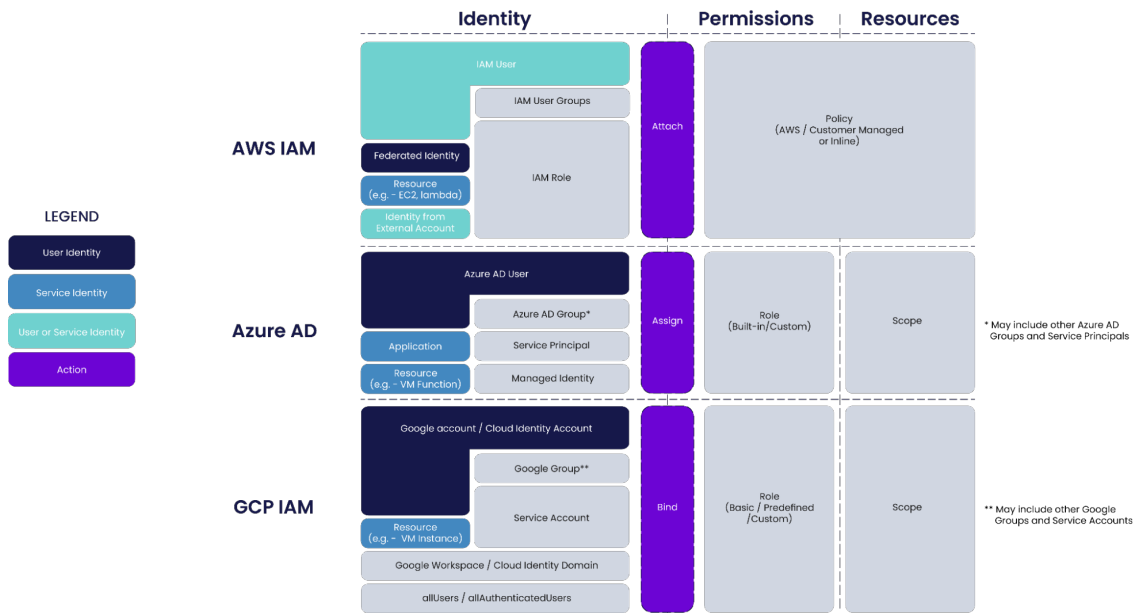 Identity
Permissions
Resources
AWS IAM
IAM User
IAM User Groups
Federated Identity
Resource
(e.g. - EC2, lambda)
Identity from
External Account
IAM Role
Attach
Policy
(AWS / Customer Managed
or Inline)
LEGEND
User Identity
Service Identity
User or Service Identity
Action
Azure AD
Azure AD User
Azure AD Group*
Application
Service Principal
Resource
(e.g. - VM Function)
Managed Identity
Assign
Role
(Built-in/Custom)
Scope
* May include other Azure AD
Groups and Service Principals
GCP IAM
Google account / Cloud Identity Account
Google Group**
Service Account
Resource
(e.g. - VM Instance)
Google Workspace / Cloud Identity Domain
allUsers / allAuthenticatedUsers
Bind
Role
(Basic / Predefined
/Custom)
Scope
** May include other Google
Groups and Service Accounts